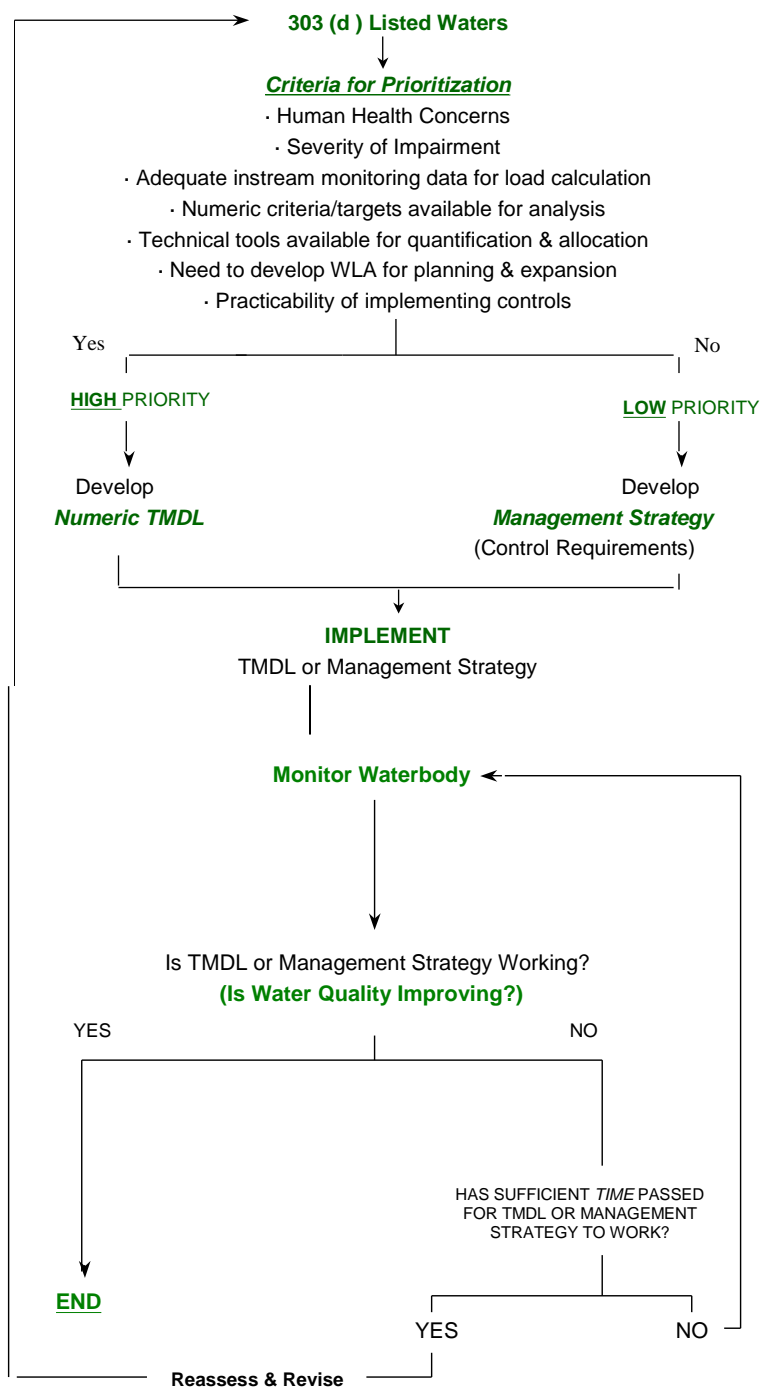 303 (d ) Listed Waters
Criteria for Prioritization
· Human Health Concerns
· Severity of Impairment
· Adequate instream monitoring data for load calculation
· Numeric criteria/targets available for analysis
· Technical tools available for quantification & allocation
· Need to develop WLA for planning & expansion
· Practicability of implementing controls
Yes
No
HIGH PRIORITY
LOW PRIORITY
Develop
Numeric TMDL
Develop
Management Strategy
(Control Requirements)
IMPLEMENT
TMDL or Management Strategy
Monitor Waterbody
Is TMDL or Management Strategy Working?
(Is Water Quality Improving?)
YES
NO
HAS SUFFICIENT TIME PASSED
FOR TMDL OR MANAGEMENT
STRATEGY TO WORK?
END
YES
NO
Reassess & Revise